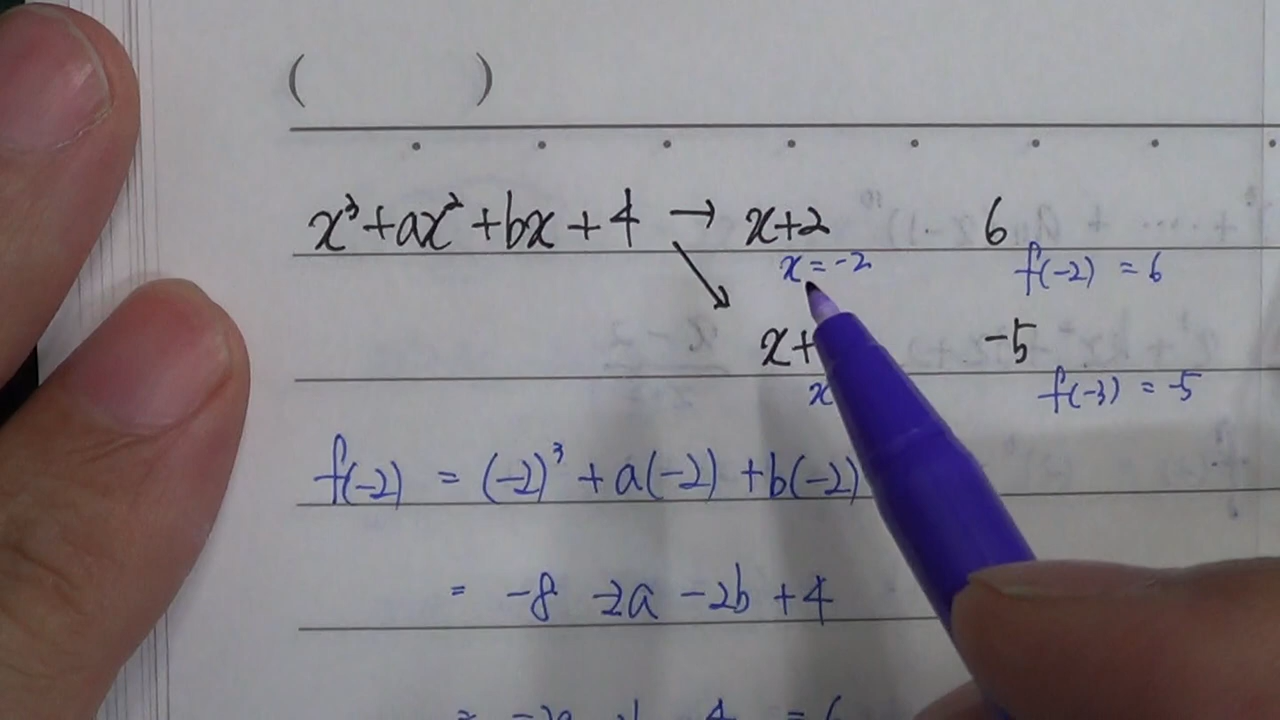 ( )
x³+ax²+bx+4 → x+2 6
x=-2 f(-2) = 6
x+ -5
x f(-3) = -5
f(-2) = (-2)³ + a(-2) + b(-2)
= -8 -2a -2b +4